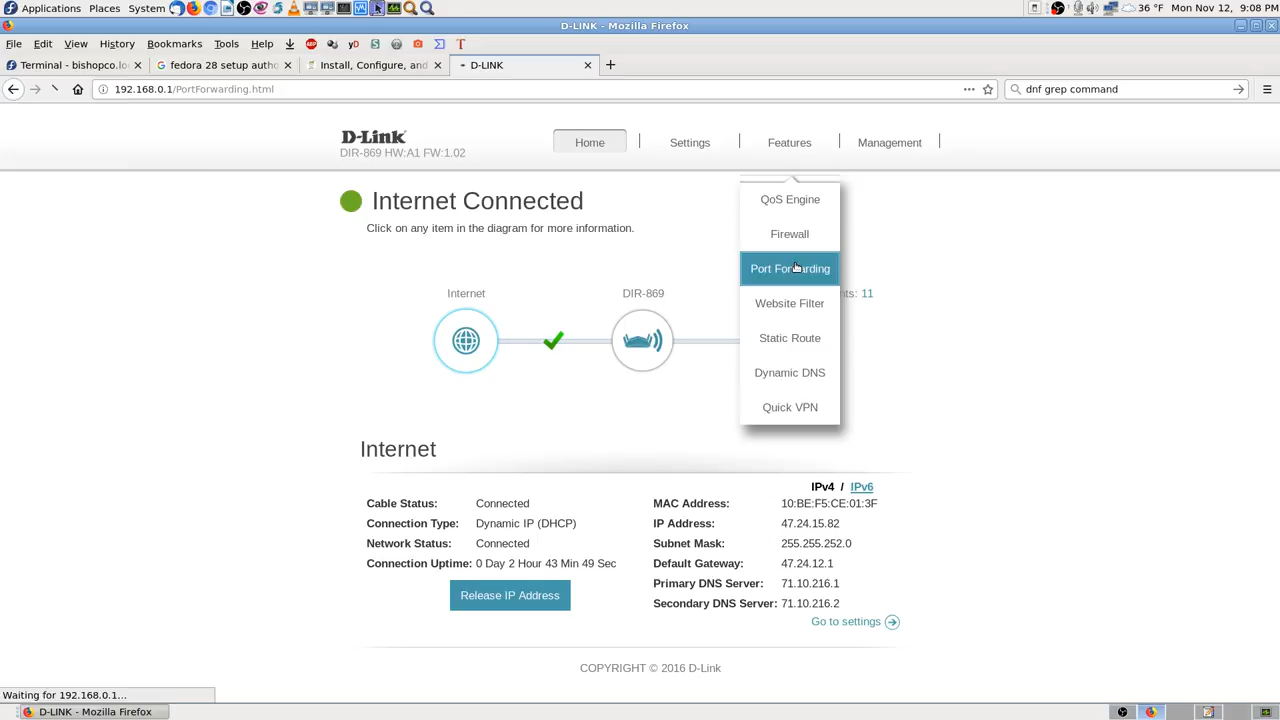 Applications Places System 36 °F Mon Nov 12, 9:08 PM
D-LINK - Mozilla Firefox
File Edit View History Bookmarks Tools Help
Terminal - bishopco.lo
fedora 28 setup autho
Install, Configure, and
D-LINK
192.168.0.1/PortForwarding.html
dnf grep command
D-Link
DIR-869 HW:A1 FW:1.02
Home Settings Features Management
QoS Engine
Firewall
Port Forwarding
Website Filter
Static Route
Dynamic DNS
Quick VPN
Internet Connected
Click on any item in the diagram for more information.
Internet DIR-869 nts: 11
Internet
IPv4 / IPv6
Cable Status: Connected
Connection Type: Dynamic IP (DHCP)
Network Status: Connected
Connection Uptime: 0 Day 2 Hour 43 Min 49 Sec
Release IP Address
MAC Address: 10:BE:F5:CE:01:3F
IP Address: 47.24.15.82
Subnet Mask: 255.255.252.0
Default Gateway: 47.24.12.1
Primary DNS Server: 71.10.216.1
Secondary DNS Server: 71.10.216.2
Go to settings
COPYRIGHT © 2016 D-Link
Waiting for 192.168.0.1...
D-LINK - Mozilla Firefox